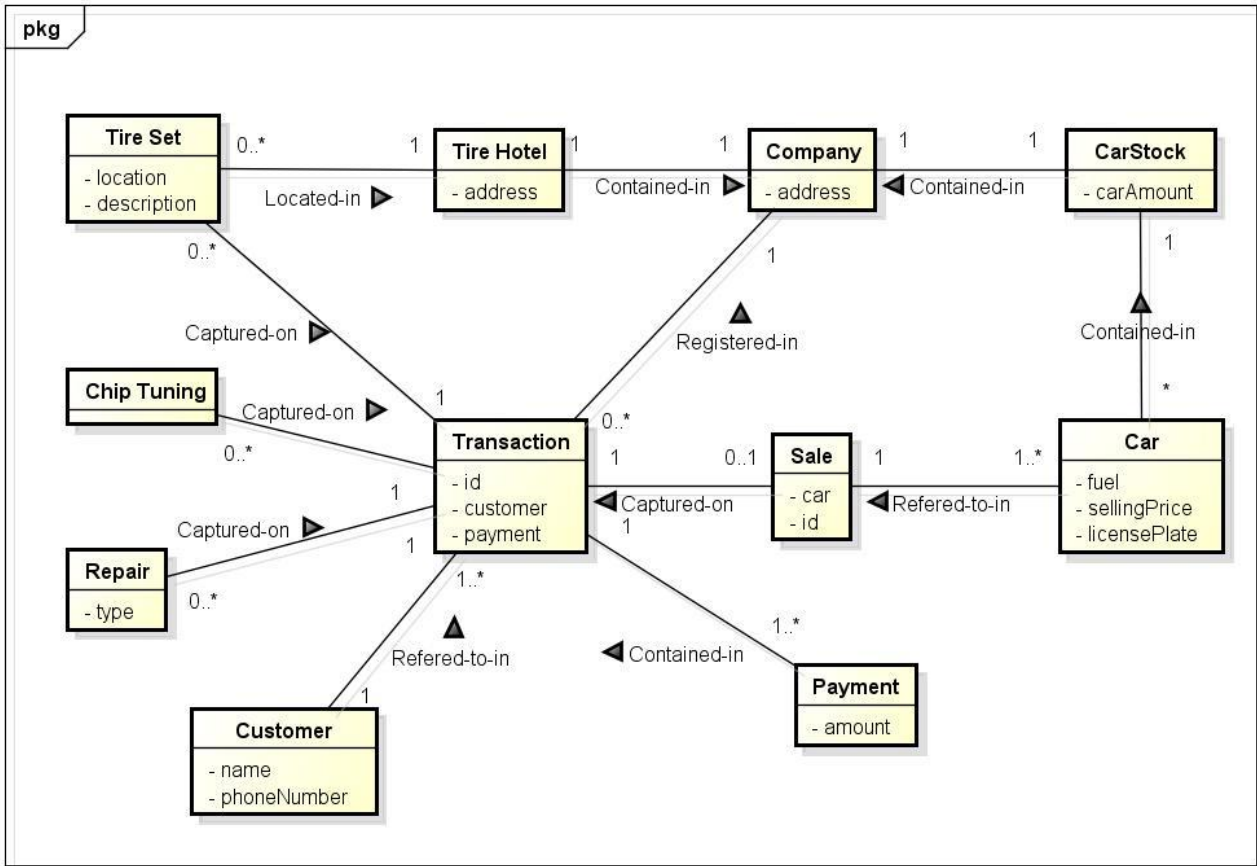 pkg
Tire Set
- location
- description
0..*
1
Located-in
Tire Hotel
- address
1
1
Contained-in
Company
- address
1
1
Contained-in
CarStock
- carAmount
0..*
1
1
Captured-on
Registered-in
Contained-in
*
Chip Tuning
Captured-on
0..*
1
0..*
Transaction
- id
- customer
- payment
1
0..1
Captured-on
Sale
- car
- id
1
1..*
Refered-to-in
Car
- fuel
- sellingPrice
- licensePlate
1
Captured-on
1
1
Repair
- type
0..*
1..*
Refered-to-in
1
1..*
Contained-in
Payment
- amount
Customer
- name
- phoneNumber